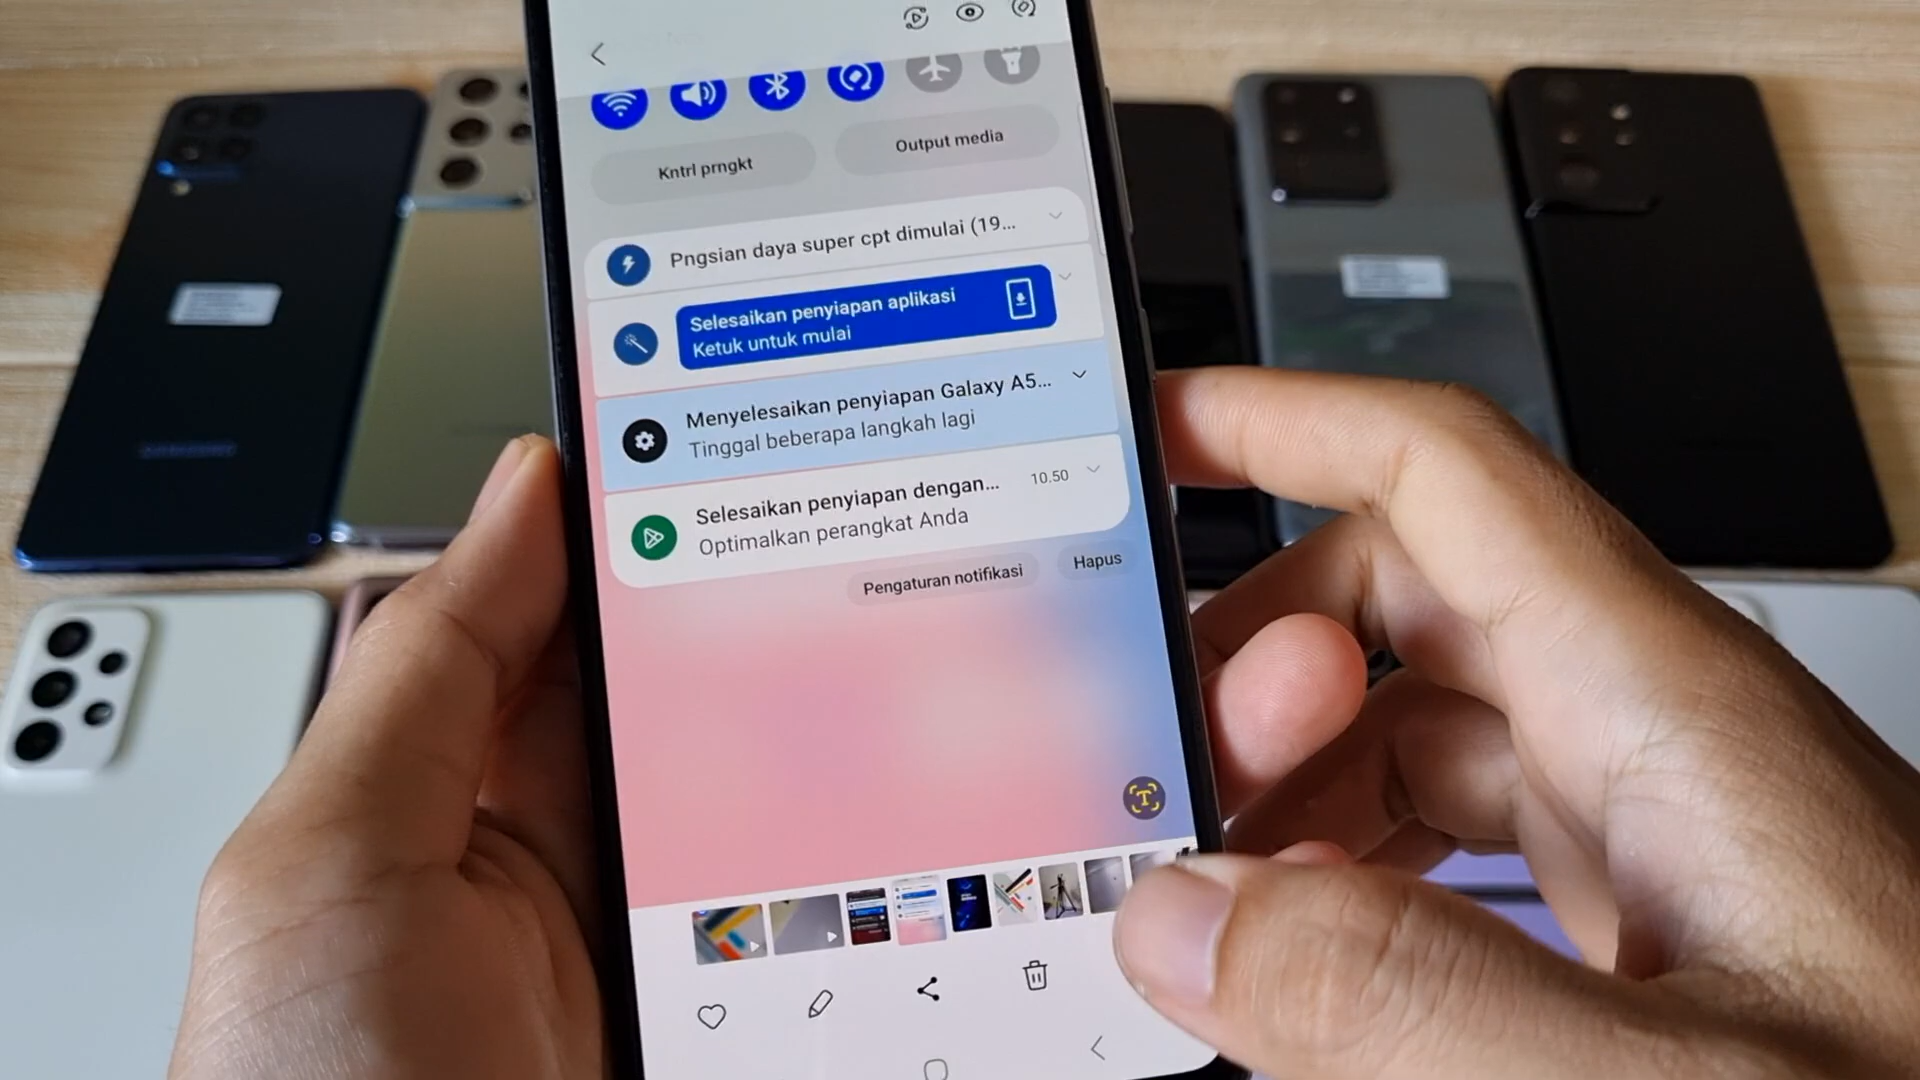 Kntrl prngkt
Output media
Pngsian daya super cpt dimulai (19...
Selesaikan penyiapan aplikasi
Ketuk untuk mulai
Menyelesaikan penyiapan Galaxy A5...
Tinggal beberapa langkah lagi
Selesaikan penyiapan dengan...
10.50
Optimalkan perangkat Anda
Pengaturan notifikasi
Hapus
T
SAMSUNG